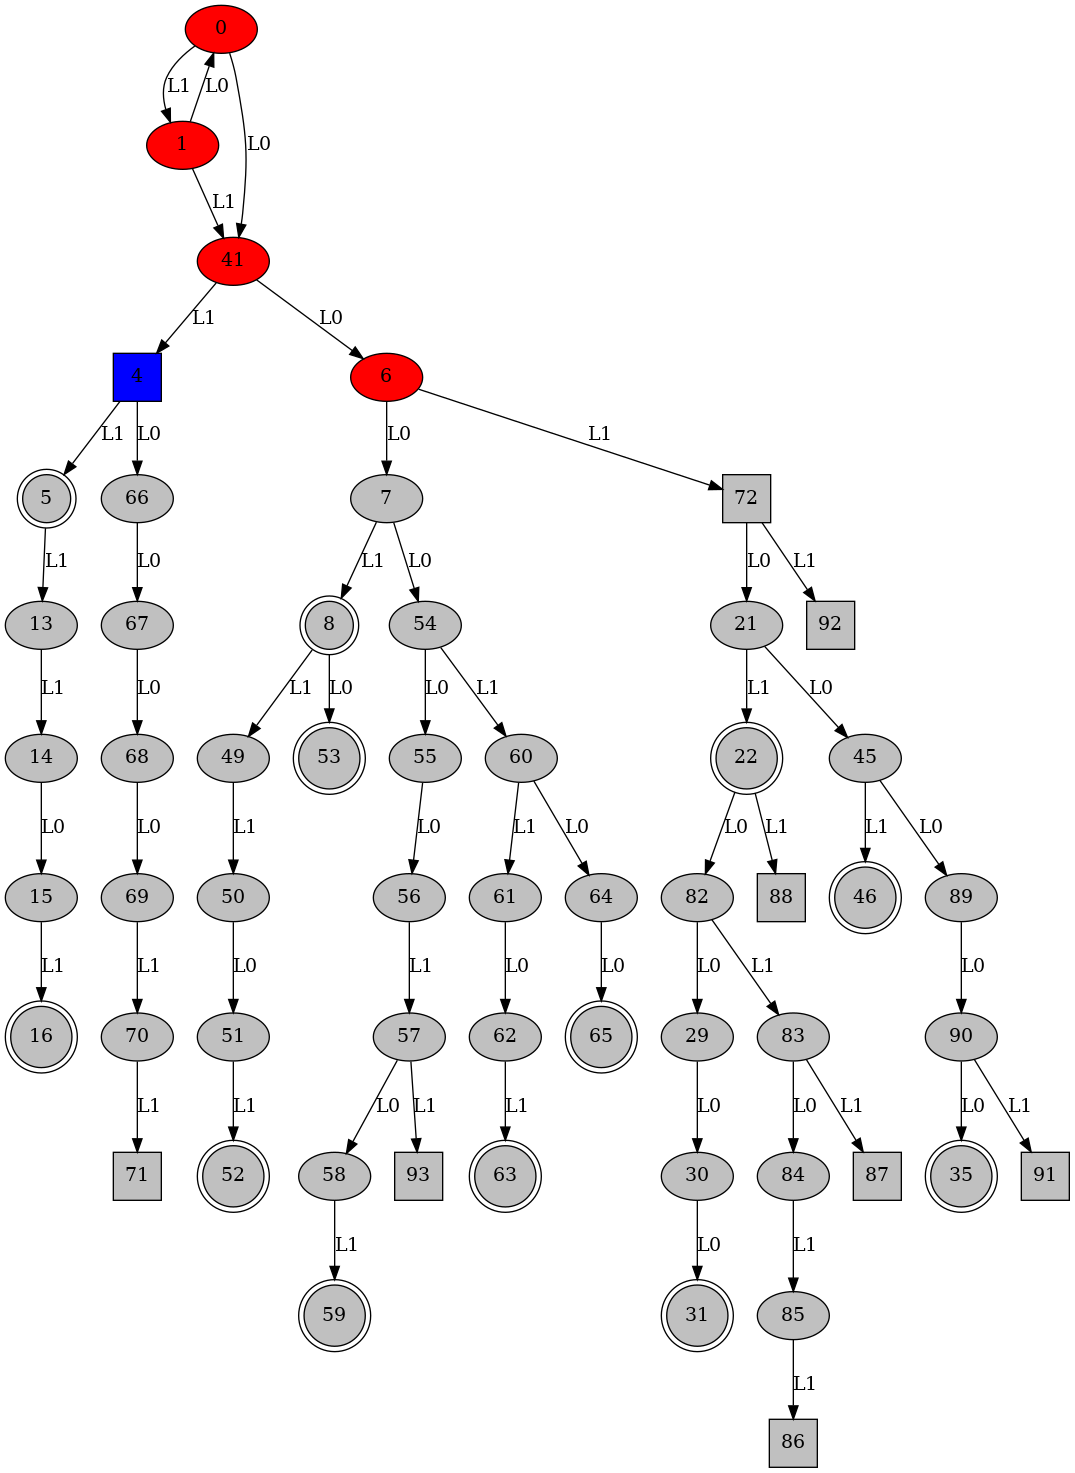 0
L1 L0
1 L0
L1
41
L1 L0
4 6
L1 L0 L0 L1
5 66 7 72
L1 L0 L1 L0 L0 L1
13 67 8 54 21 92
L1 L0 L1 L0 L0 L1 L1 L0
14 68 49 53 55 60 22 45
L0 L0 L1 L0 L1 L0 L0 L1 L1 L0
15 69 50 56 61 64 82 88 46 89
L1 L1 L0 L1 L0 L0 L0 L1 L0
16 70 51 57 62 65 29 83 90
L1 L1 L0 L1 L1 L0 L0 L1 L0 L1
71 52 58 93 63 30 84 87 35 91
L1 L0 L1
59 31 85
L1
86